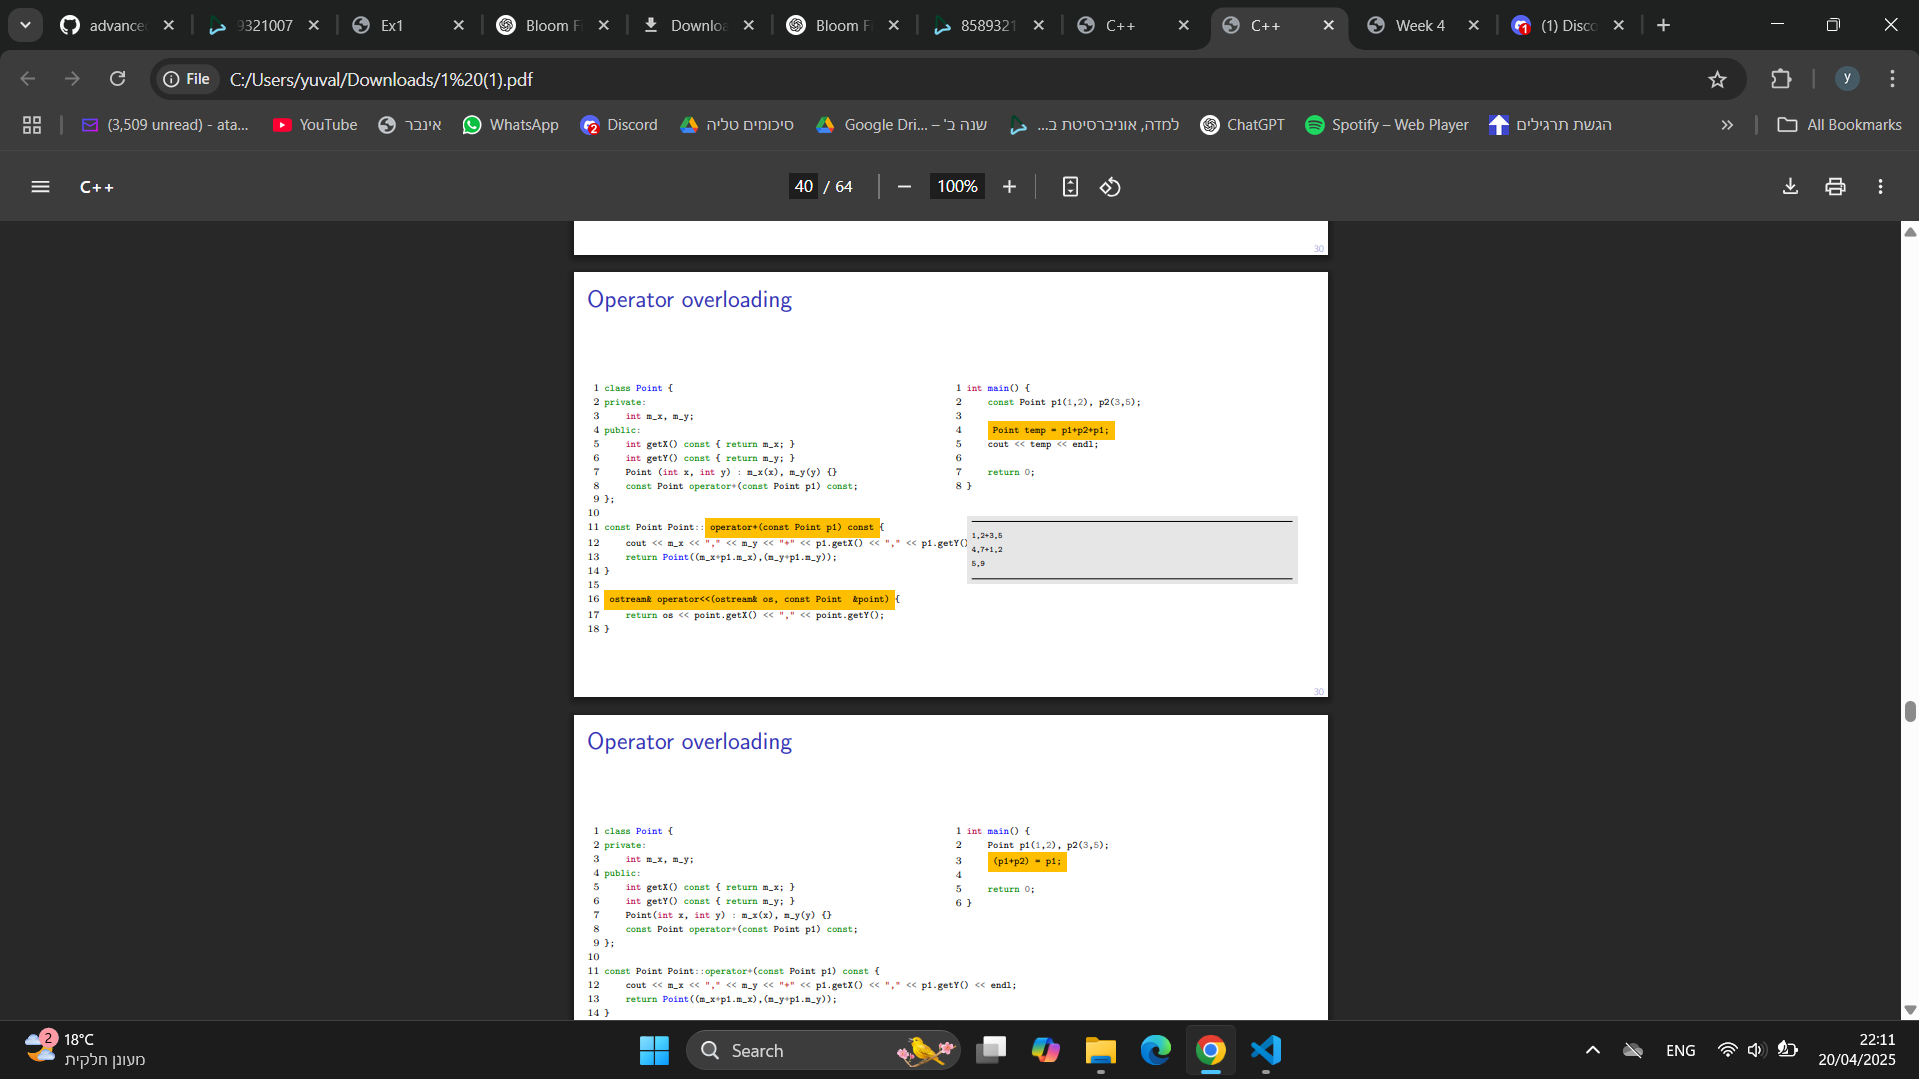 advance
9321007
Ex1
Bloom F
Downloa
Bloom F
8589321
C++
C++
Week 4
(1) Disco
File
C:/Users/yuval/Downloads/1%20(1).pdf
y
(3,509 unread) - ata...
YouTube
אינבר
WhatsApp
Discord
סיכומים טליה
Google Dri... – שנה ב'
למדה, אוניברסיטת ב...
ChatGPT
Spotify – Web Player
הגשת תרגילים
All Bookmarks
C++
40 / 64
100%
30
Operator overloading
1 class Point {
2 private:
3 int m_x, m_y;
4 public:
5 int getX() const { return m_x; }
6 int getY() const { return m_y; }
7 Point (int x, int y) : m_x(x), m_y(y) {}
8 const Point operator+(const Point p1) const;
9 };
10
11 const Point Point::operator+(const Point p1) const {
12 cout << m_x << "," << m_y << "+" << p1.getX() << "," << p1.getY()
13 return Point((m_x+p1.m_x),(m_y+p1.m_y));
14 }
15
16 ostream& operator<<(ostream& os, const Point &point) {
17 return os << point.getX() << "," << point.getY();
18 }
1 int main() {
2 const Point p1(1,2), p2(3,5);
3
4 Point temp = p1+p2+p1;
5 cout << temp << endl;
6
7 return 0;
8 }
1,2+3,5
4,7+1,2
5,9
30
Operator overloading
1 class Point {
2 private:
3 int m_x, m_y;
4 public:
5 int getX() const { return m_x; }
6 int getY() const { return m_y; }
7 Point(int x, int y) : m_x(x), m_y(y) {}
8 const Point operator+(const Point p1) const;
9 };
10
11 const Point Point::operator+(const Point p1) const {
12 cout << m_x << "," << m_y << "+" << p1.getX() << "," << p1.getY() << endl;
13 return Point((m_x+p1.m_x),(m_y+p1.m_y));
14 }
1 int main() {
2 Point p1(1,2), p2(3,5);
3 (p1+p2) = p1;
4
5 return 0;
6 }
2
18°C
מעונן חלקית
Search
ENG
22:11
20/04/2025